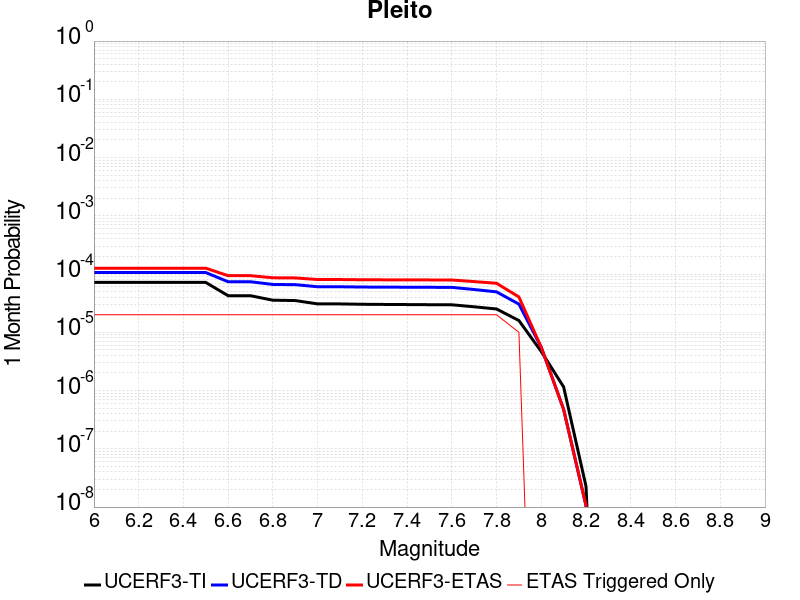 Pleito
10^0
10^-1
10^-2
10^-3
10^-4
10^-5
10^-6
10^-7
10^-8
1 Month Probability
6 6.2 6.4 6.6 6.8 7 7.2 7.4 7.6 7.8 8 8.2 8.4 8.6 8.8 9
Magnitude
UCERF3-TI UCERF3-TD UCERF3-ETAS ETAS Triggered Only